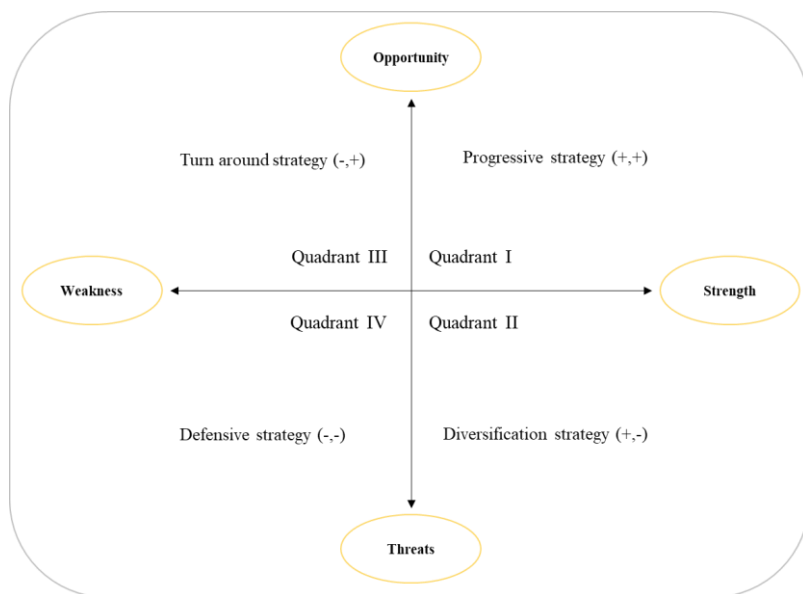 Opportunity
Turn around strategy (-,+)
Progressive strategy (+,+)
Quadrant III
Quadrant I
Weakness
Strength
Quadrant IV
Quadrant II
Defensive strategy (-,-)
Diversification strategy (+,-)
Threats